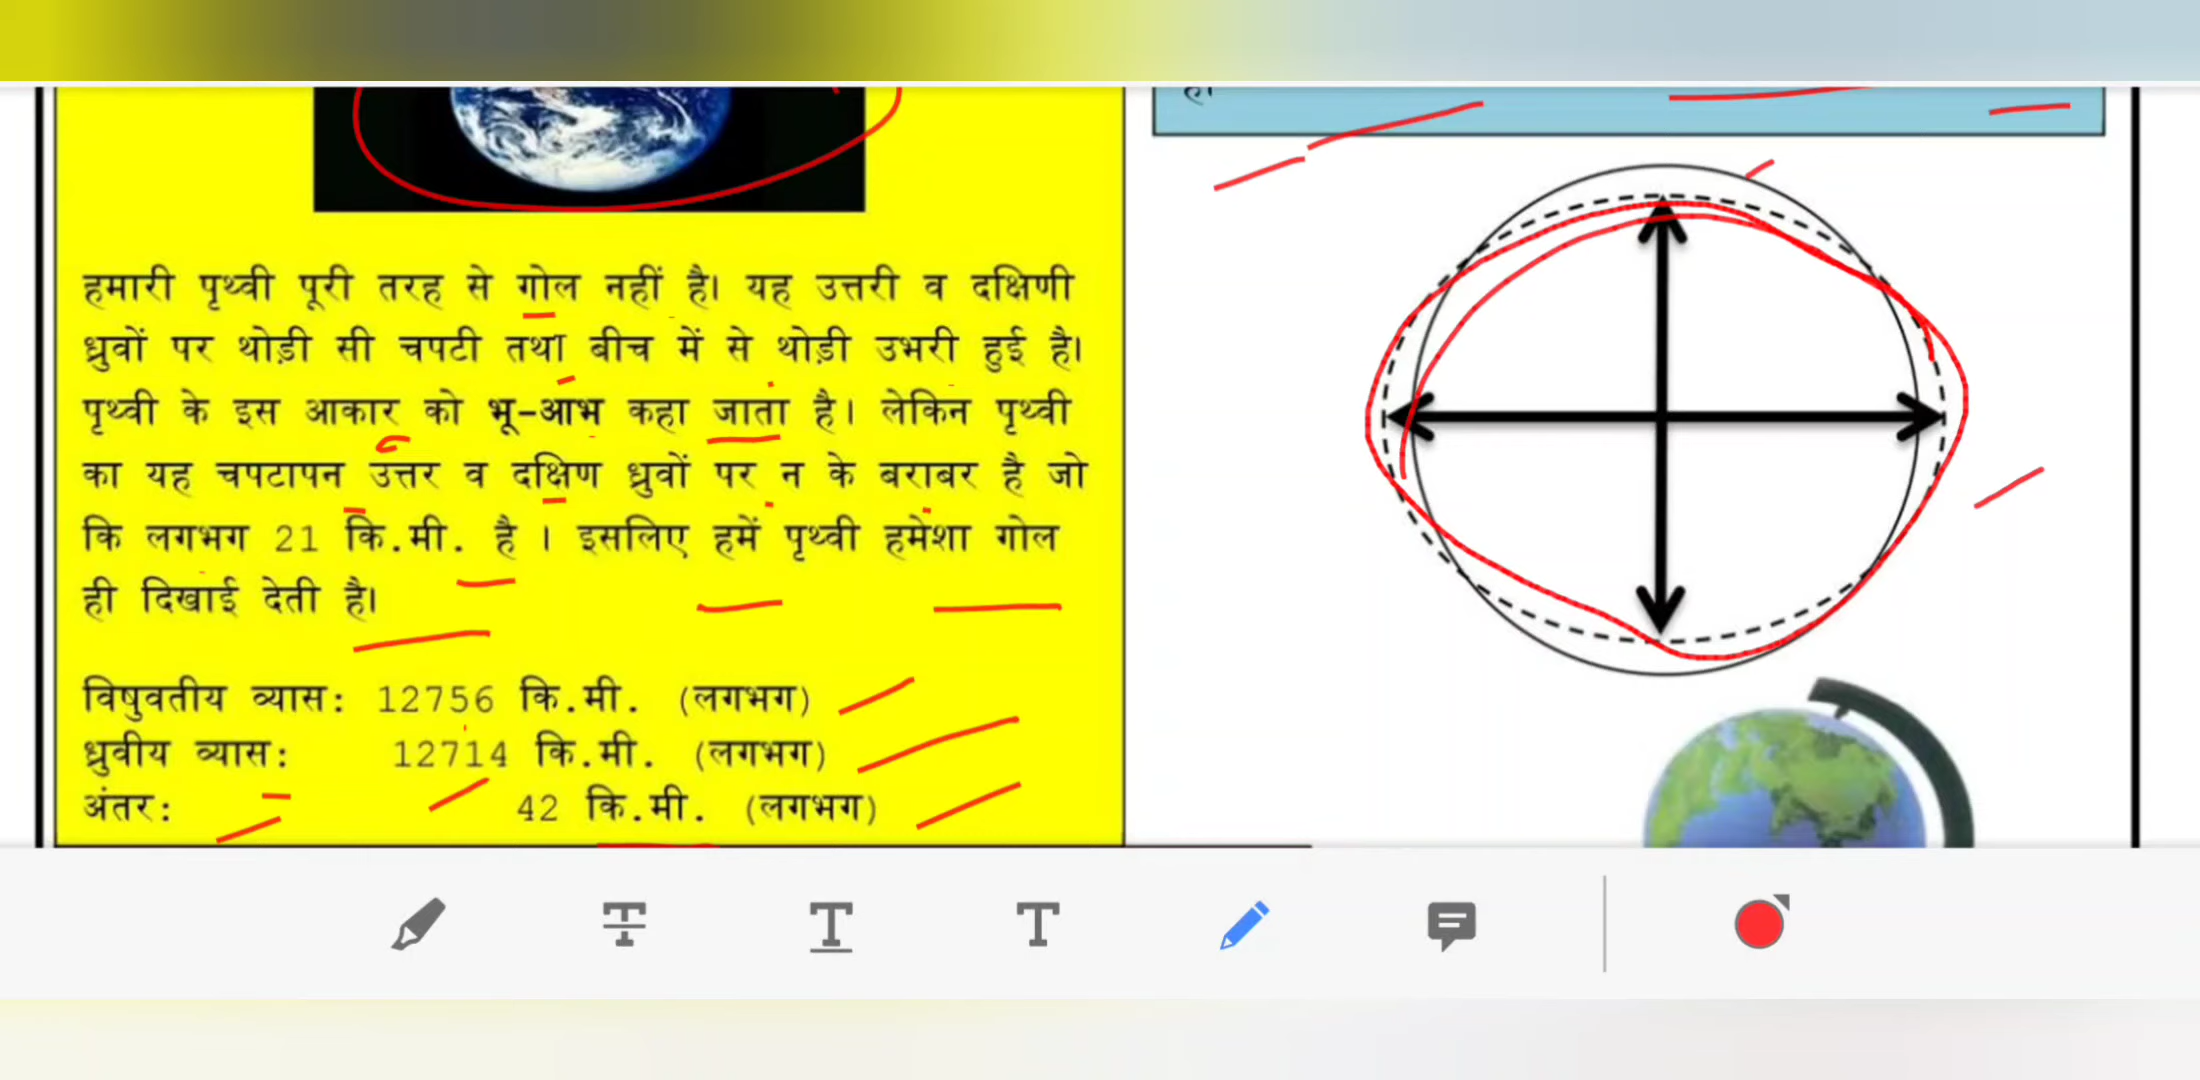 हमारी पृथ्वी पूरी तरह से गोल नहीं है। यह उत्तरी व दक्षिणी
ध्रुवों पर थोड़ी सी चपटी तथा बीच में से थोड़ी उभरी हुई है।
पृथ्वी के इस आकार को भू-आभ कहा जाता है। लेकिन पृथ्वी
का यह चपटापन उत्तर व दक्षिण ध्रुवों पर न के बराबर है जो
कि लगभग 21 कि.मी. है । इसलिए हमें पृथ्वी हमेशा गोल
ही दिखाई देती है।
विषुवतीय व्यास: 12756 कि.मी. (लगभग)
ध्रुवीय व्यास: 12714 कि.मी. (लगभग)
अंतर: 42 कि.मी. (लगभग)